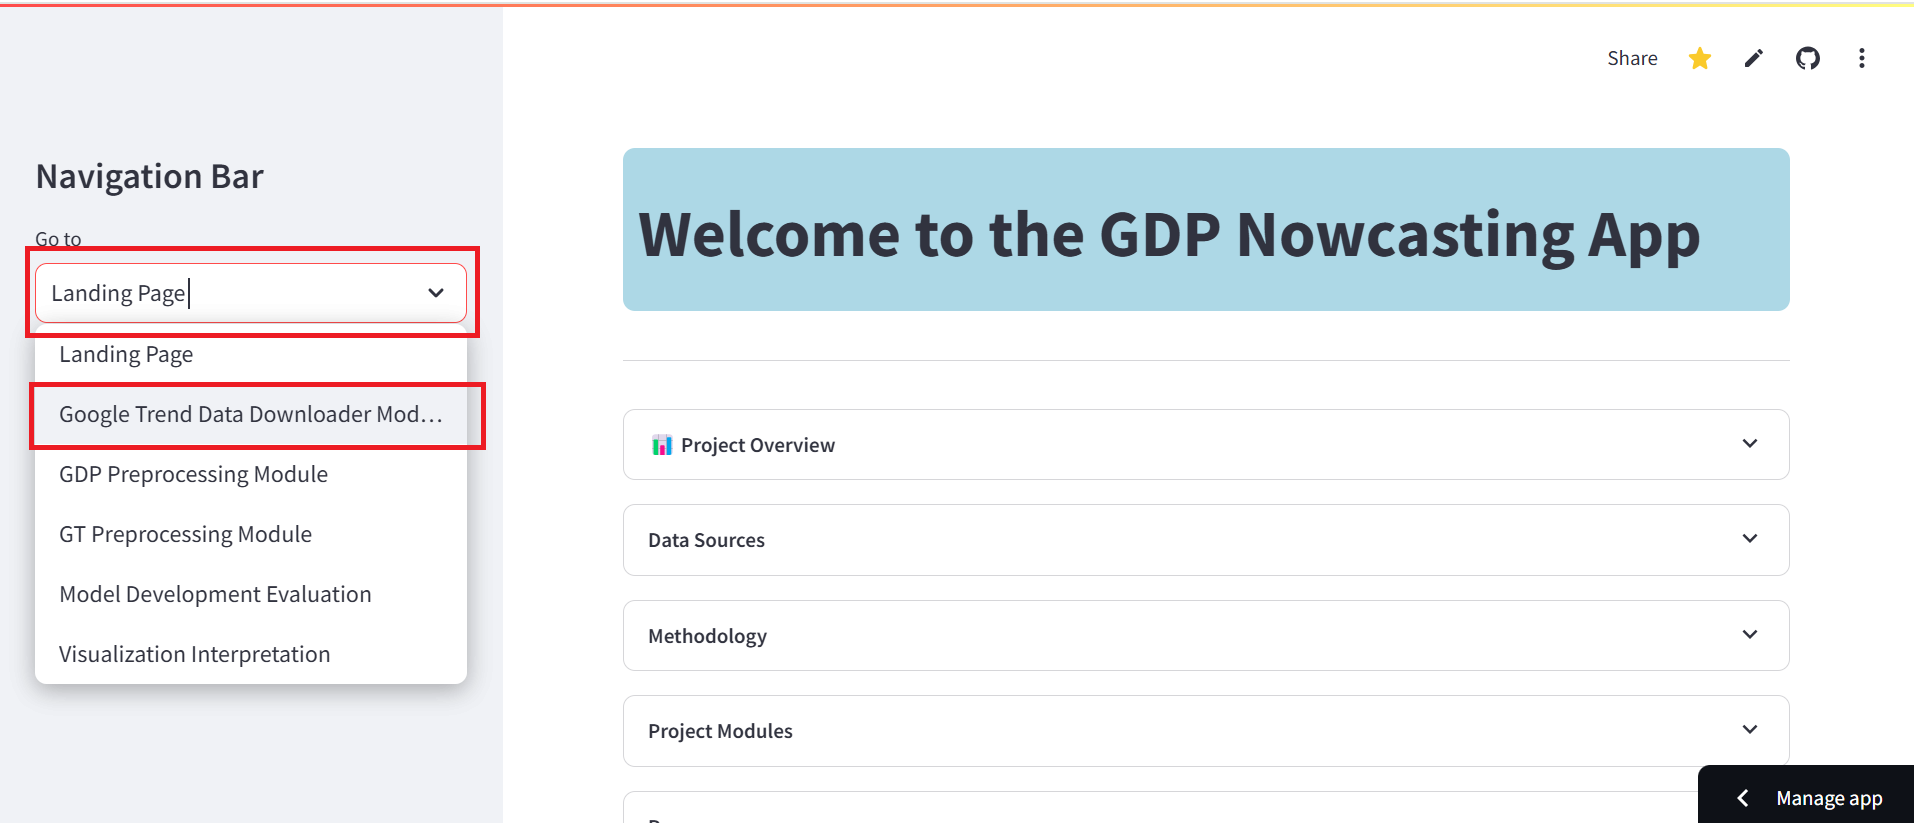 Share
Navigation Bar
Go to
Landing Page
Landing Page
Google Trend Data Downloader Mod...
GDP Preprocessing Module
GT Preprocessing Module
Model Development Evaluation
Visualization Interpretation
Welcome to the GDP Nowcasting App
Project Overview
Data Sources
Methodology
Project Modules
Manage app